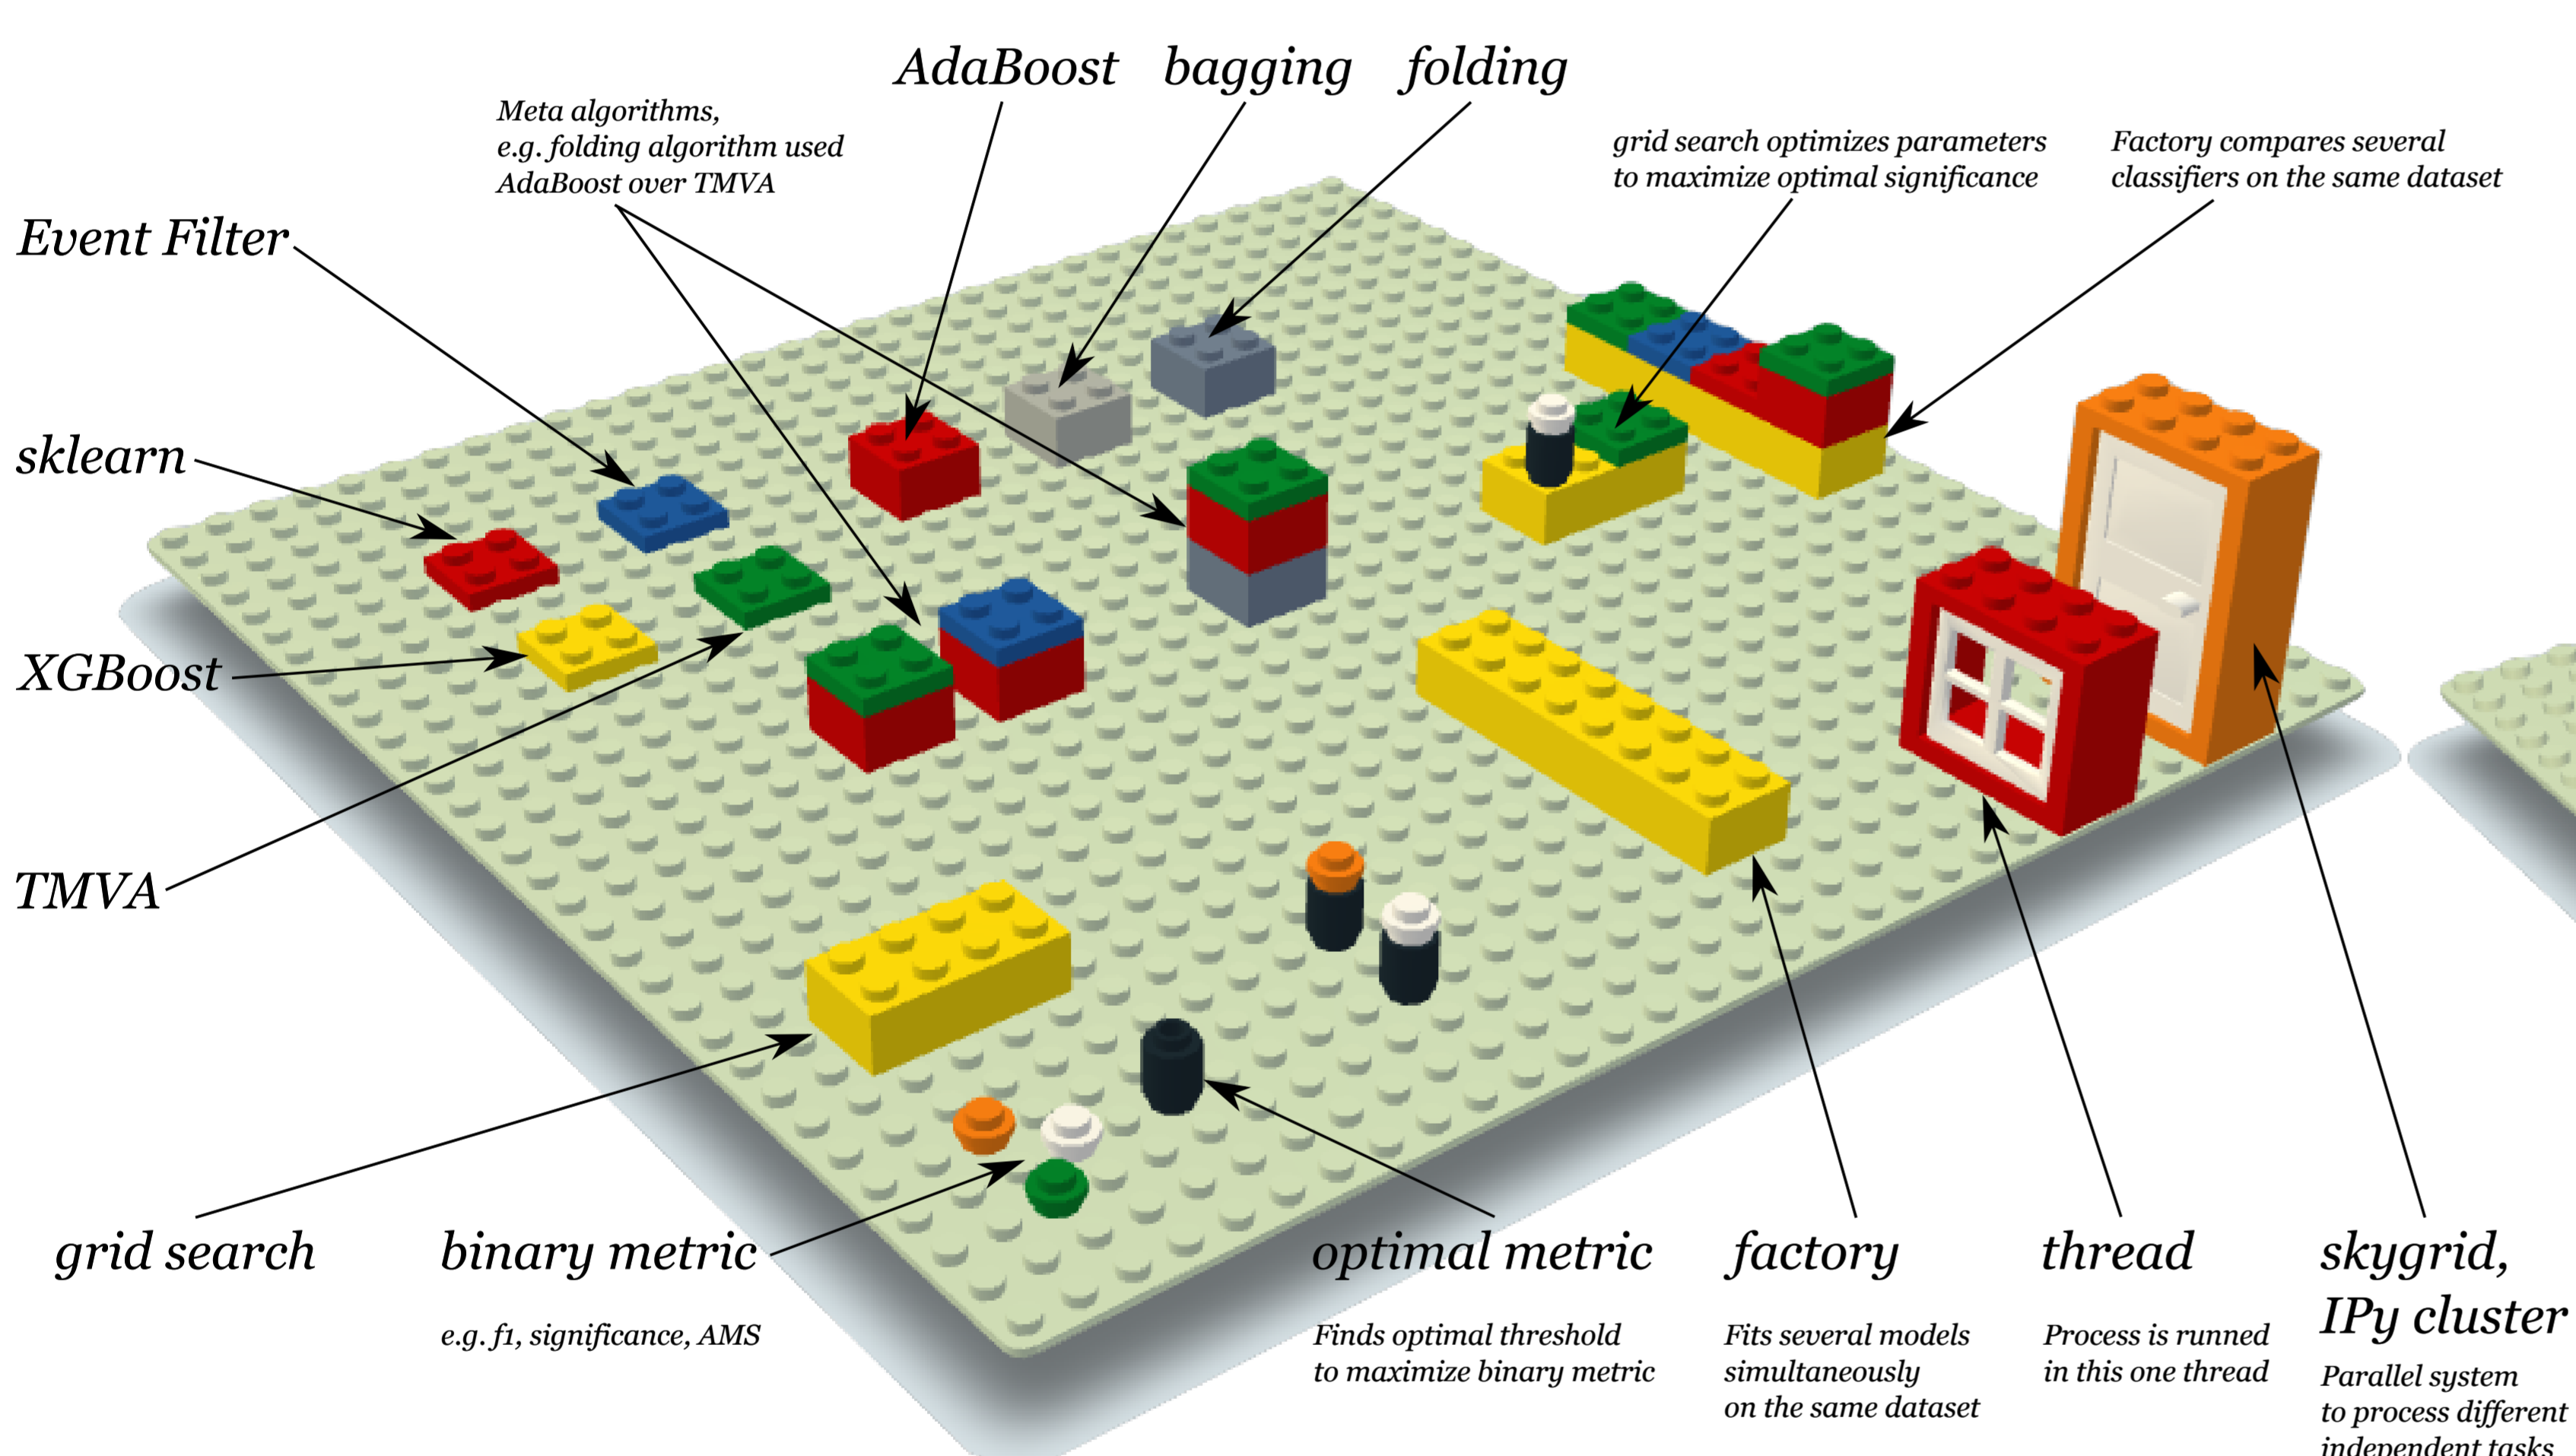 AdaBoost
bagging
folding
Meta algorithms,
e.g. folding algorithm used
AdaBoost over TMVA
grid search optimizes parameters
to maximize optimal significance
Factory compares several
classifiers on the same dataset
Event Filter
sklearn
XGBoost
TMVA
grid search
binary metric
e.g. f1, significance, AMS
optimal metric
Finds optimal threshold
to maximize binary metric
factory
Fits several models
simultaneously
on the same dataset
thread
Process is runned
in this one thread
skygrid,
IPy cluster
Parallel system
to process different
independent tasks